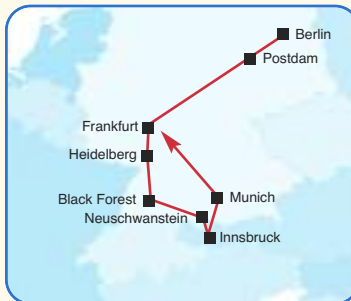 Berlin
Postdam
Frankfurt
Heidelberg
Black Forest
Munich
Neuschwanstein
Innsbruck